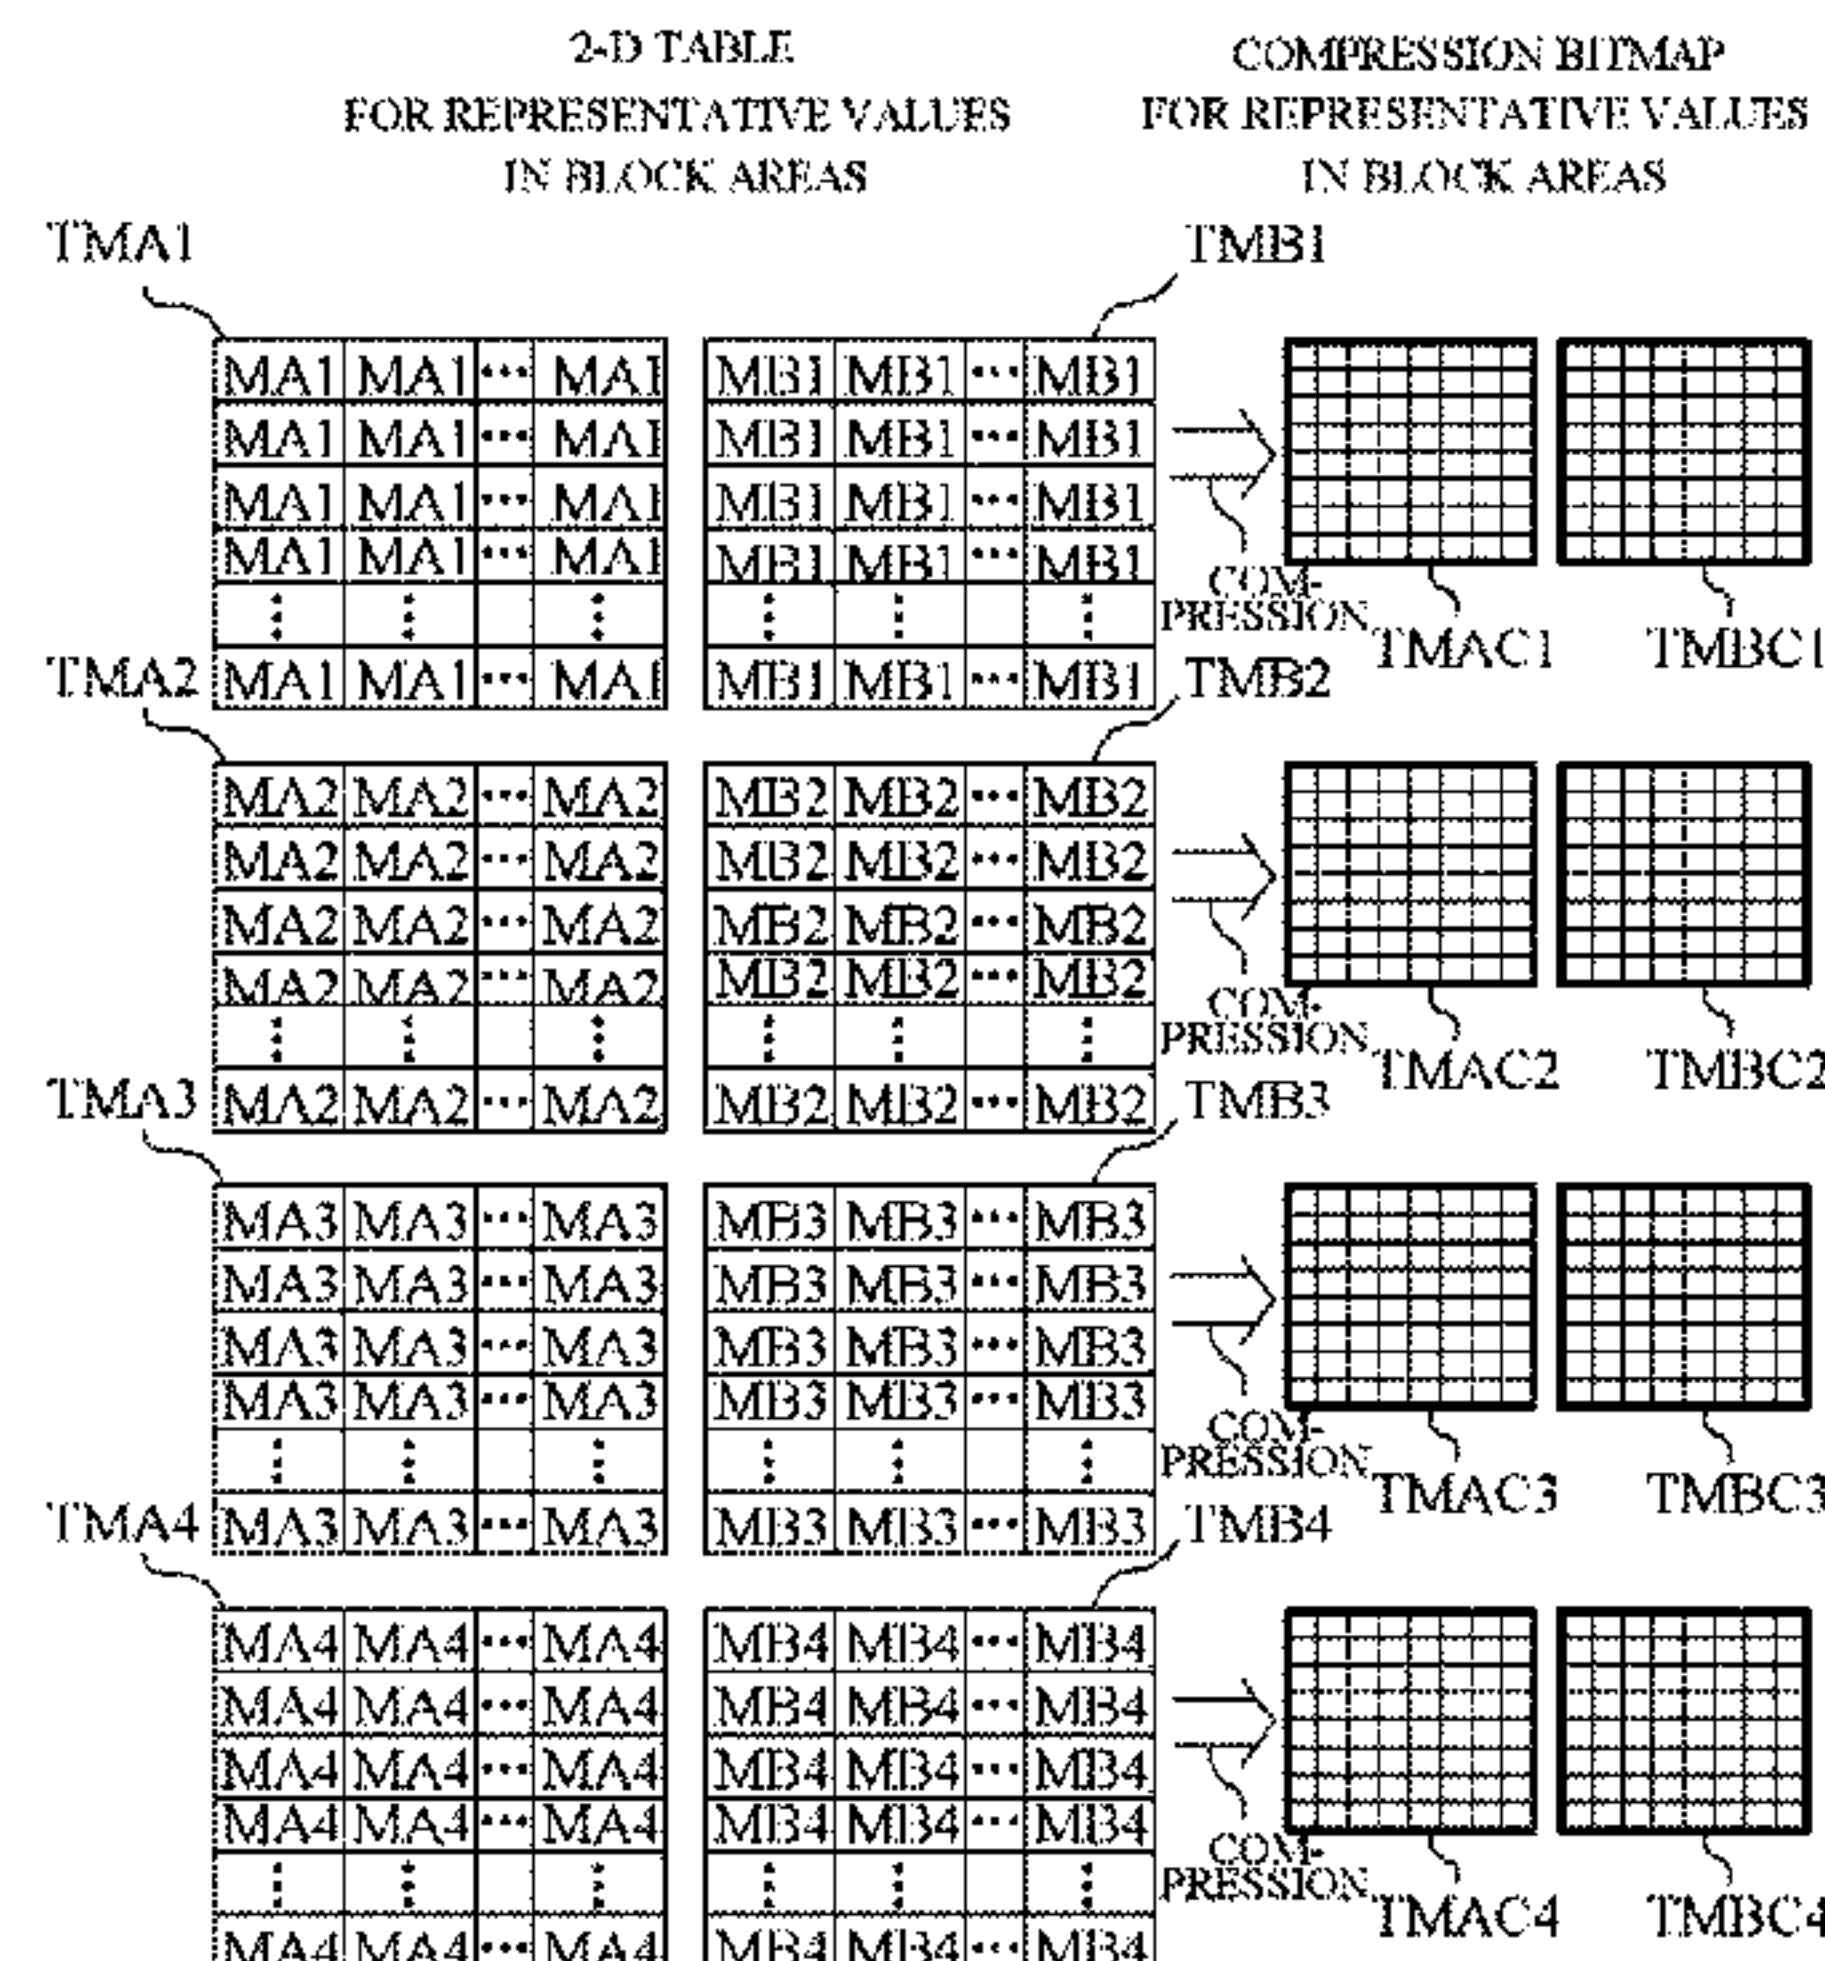 2-D TABLE
FOR REPRESENTATIVE VALUES
IN BLOCK AREAS
COMPRESSION BITMAP
FOR REPRESENTATIVE VALUES
IN BLOCK AREAS
TMA1
TMB1
MA1 MA1 ... MA1 MB1 MB1 ... MB1
MA1 MA1 ... MA1 MB1 MB1 ... MB1
MA1 MA1 ... MA1 MB1 MB1 ... MB1
MA1 MA1 ... MA1 MB1 MB1 ... MB1
MA1 MA1 ... MA1 MB1 MB1 ... MB1
COM-
PRESSION
TMAC1
TMBC1
TMA2
TMB2
MA2 MA2 ... MA2 MB2 MB2 ... MB2
MA2 MA2 ... MA2 MB2 MB2 ... MB2
MA2 MA2 ... MA2 MB2 MB2 ... MB2
MA2 MA2 ... MA2 MB2 MB2 ... MB2
MA2 MA2 ... MA2 MB2 MB2 ... MB2
COM-
PRESSION
TMAC2
TMBC2
TMA3
TMB3
MA3 MA3 ... MA3 MB3 MB3 ... MB3
MA3 MA3 ... MA3 MB3 MB3 ... MB3
MA3 MA3 ... MA3 MB3 MB3 ... MB3
MA3 MA3 ... MA3 MB3 MB3 ... MB3
MA3 MA3 ... MA3 MB3 MB3 ... MB3
COM-
PRESSION
TMAC3
TMBC3
TMA4
TMB4
MA4 MA4 ... MA4 MB4 MB4 ... MB4
MA4 MA4 ... MA4 MB4 MB4 ... MB4
MA4 MA4 ... MA4 MB4 MB4 ... MB4
MA4 MA4 ... MA4 MB4 MB4 ... MB4
MA4 MA4 ... MA4 MB4 MB4 ... MB4
COM-
PRESSION
TMAC4
TMBC4